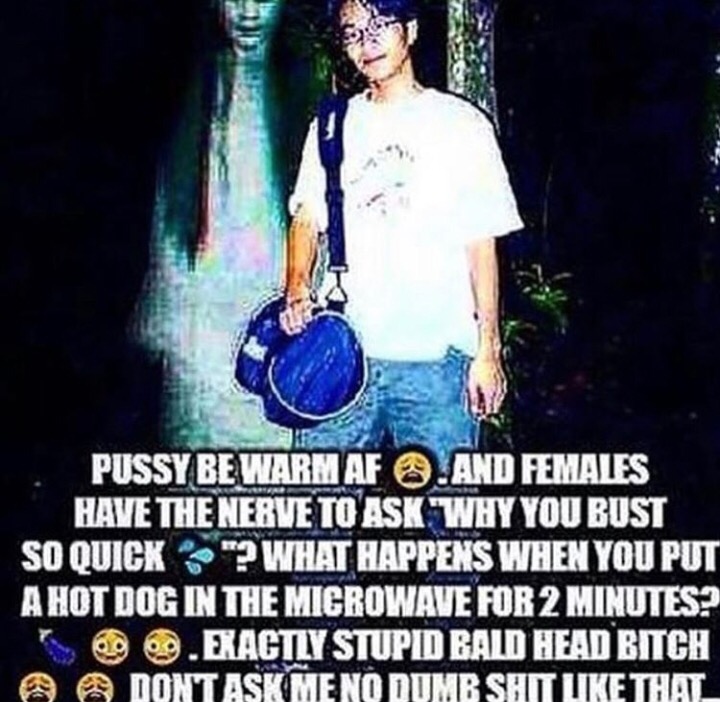 PUSSY BE WARM AF 😩. AND FEMALES
HAVE THE NERVE TO ASK "WHY YOU BUST
SO QUICK 💦"? WHAT HAPPENS WHEN YOU PUT
A HOT DOG IN THE MICROWAVE FOR 2 MINUTES?
🍆 😳 😳. EXACTLY STUPID BALD HEAD BITCH
😩 😩 DON'T ASK ME NO DUMB SHIT LIKE THAT